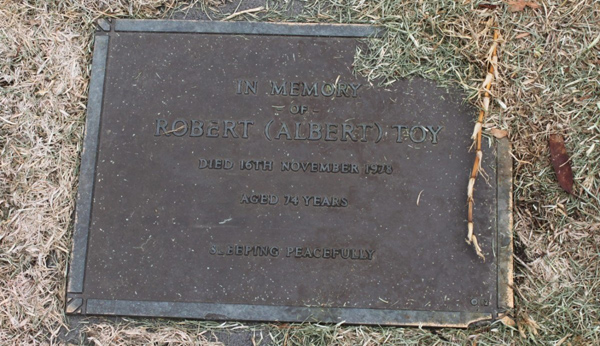 IN MEMORY
OF
ROBERT (ALBERT) TOY
DIED 16TH NOVEMBER 1978
AGED 74 YEARS
SLEEPING PEACEFULLY